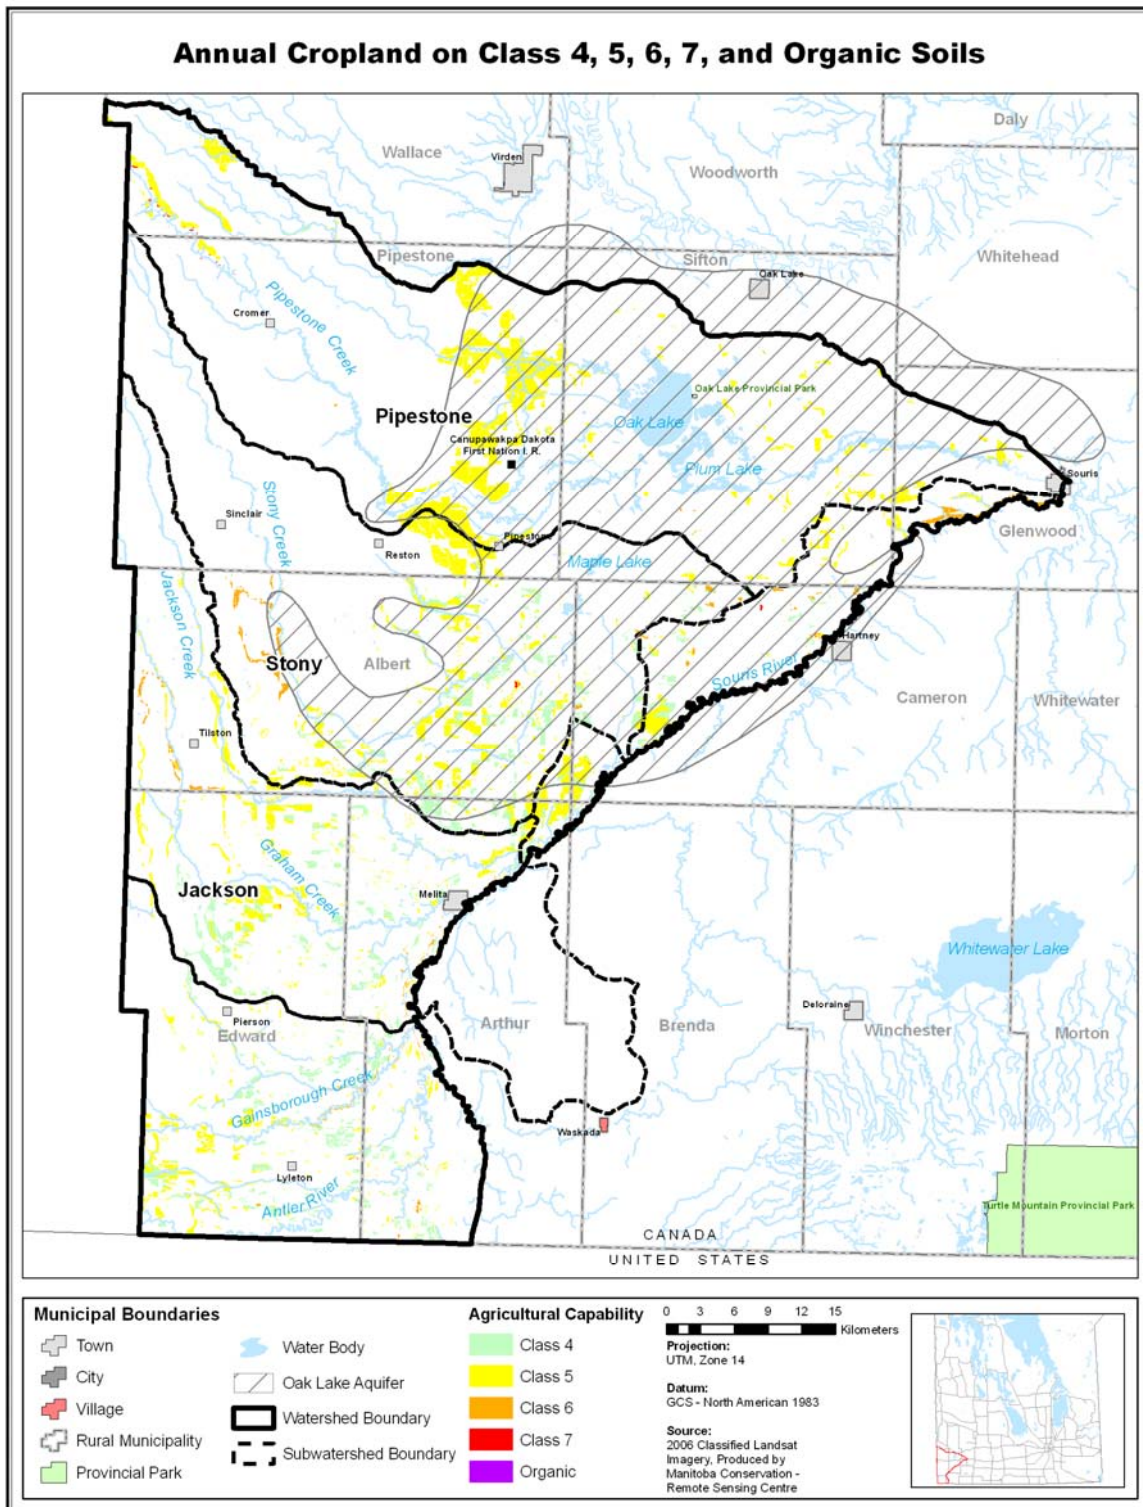 Annual Cropland on Class 4, 5, 6, 7, and Organic Soils
Daly
Wallace
Virden
Woodworth
Whitehead
Pipestone
Sifton
Oak Lake
Cromer
Pipestone Creek
Oak Lake Provincial Park
Pipestone
Oak Lake
Canupawakpa Dakota
First Nation I. R.
Plum Lake
Souris
Stony Creek
Sinclair
Glenwood
Reston
Pipestone
Maple Lake
Jackson Creek
Hartney
Stony
Albert
Souris River
Cameron
Whitewater
Tilston
Graham Creek
Jackson
Melita
Whitewater Lake
Deloraine
Pierson
Edward
Arthur
Brenda
Winchester
Morton
Gainsborough Creek
Waskada
Lyleton
Antler River
Turtle Mountain Provincial Park
CANADA
UNITED STATES
Municipal Boundaries
Town
City
Village
Rural Municipality
Provincial Park
Water Body
Oak Lake Aquifer
Watershed Boundary
Subwatershed Boundary
Agricultural Capability
Class 4
Class 5
Class 6
Class 7
Organic
0 3 6 9 12 15
Kilometers
Projection:
UTM, Zone 14
Datum:
GCS - North American 1983
Source:
2006 Classified Landsat
Imagery, Produced by
Manitoba Conservation -
Remote Sensing Centre